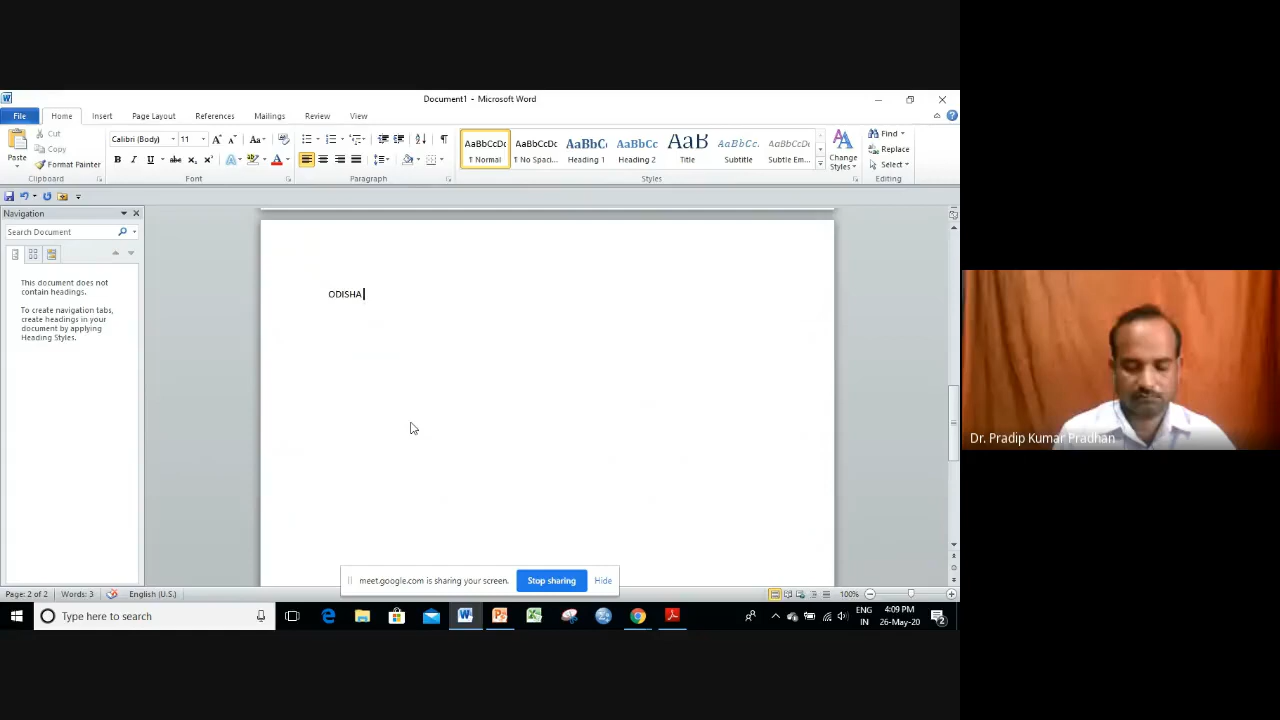 Document1 - Microsoft Word
File Home Insert Page Layout References Mailings Review View
Cut
Copy
Format Painter
Paste
Clipboard
Calibri (Body) 11
Font
Paragraph
AaBbCcDc AaBbCcDc AaBbC AaBbCc AaB AaBbCc. AaBbCcDc
¶ Normal ¶ No Spaci... Heading 1 Heading 2 Title Subtitle Subtle Em...
Styles
Change Styles
Find
Replace
Select
Editing
Navigation
Search Document
This document does not
contain headings.
To create navigation tabs,
create headings in your
document by applying
Heading Styles.
ODISHA
meet.google.com is sharing your screen. Stop sharing Hide
Page: 2 of 2 Words: 3 English (U.S.) 100%
Type here to search
ENG
IN
4:09 PM
26-May-20
2
Dr. Pradip Kumar Pradhan